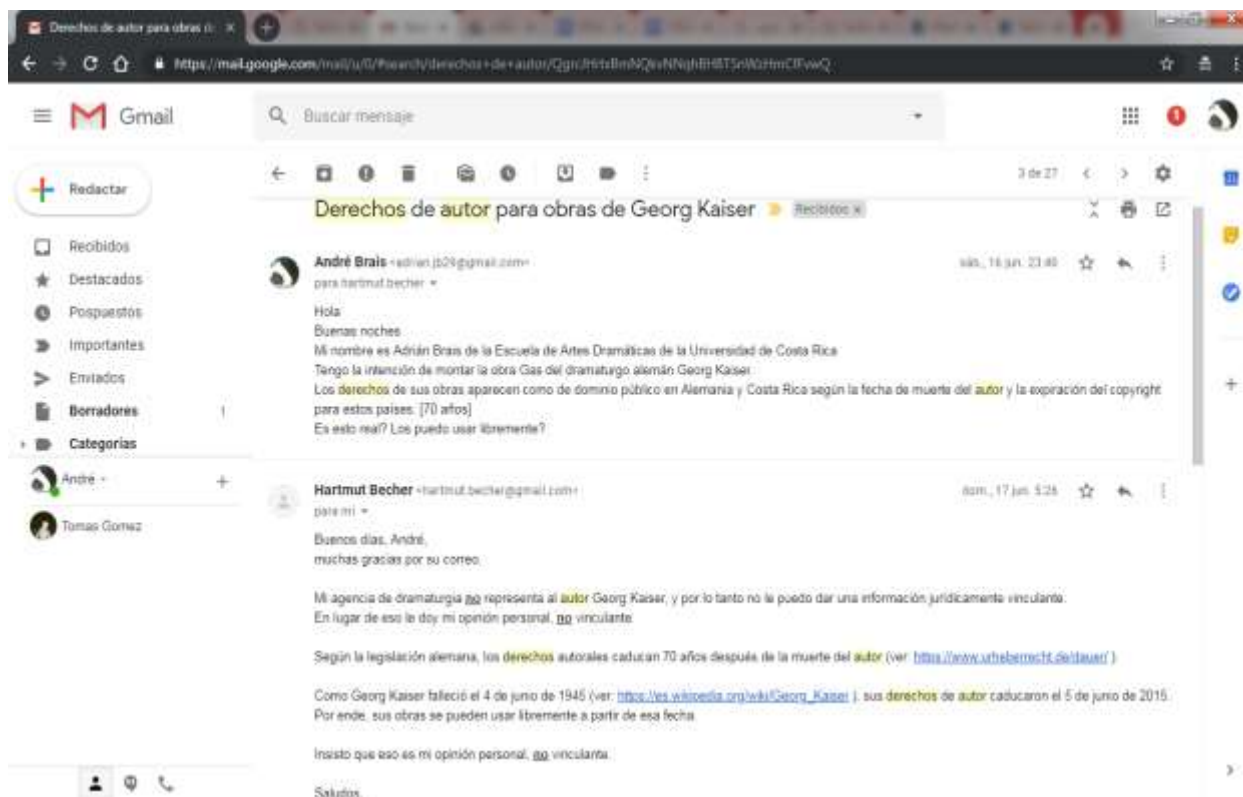 Derechos de autor para obras d
https://mail.google.com/mail/u/0/#search/derechos+de+autor/
Gmail
Buscar mensaje
Redactar
3 de 27
Derechos de autor para obras de Georg Kaiser
Recibidos x
Recibidos
Destacados
Pospuestos
Importantes
Enviados
Borradores 1
Categorías
André
Tomas Gomez
André Brais
sáb., 16 jun. 23:40
para hartmut.becher
Hola
Buenas noches
Mi nombre es Adrián Brais de la Escuela de Artes Dramáticas de la Universidad de Costa Rica
Tengo la intención de montar la obra Gas del dramaturgo alemán Georg Kaiser.
Los derechos de sus obras aparecen como de dominio público en Alemania y Costa Rica según la fecha de muerte del autor y la expiración del copyright
para estos países. [70 años]
Es esto real? Los puedo usar libremente?
Hartmut Becher <hartmut.becher@gmail.com>
dom., 17 jun. 5:26
para mí
Buenos días, André,
muchas gracias por su correo.
Mi agencia de dramaturgia no representa al autor Georg Kaiser, y por lo tanto no le puedo dar una información jurídicamente vinculante.
En lugar de eso le doy mi opinión personal, no vinculante.
Según la legislación alemana, los derechos autorales caducan 70 años después de la muerte del autor (ver: https://www.urheberrecht.de/dauer/ ).
Como Georg Kaiser falleció el 4 de junio de 1945 (ver: https://es.wikipedia.org/wiki/Georg_Kaiser ), sus derechos de autor caducaron el 5 de junio de 2015.
Por ende, sus obras se pueden usar libremente a partir de esa fecha.
Insisto que eso es mi opinión personal, no vinculante.
Saludos,